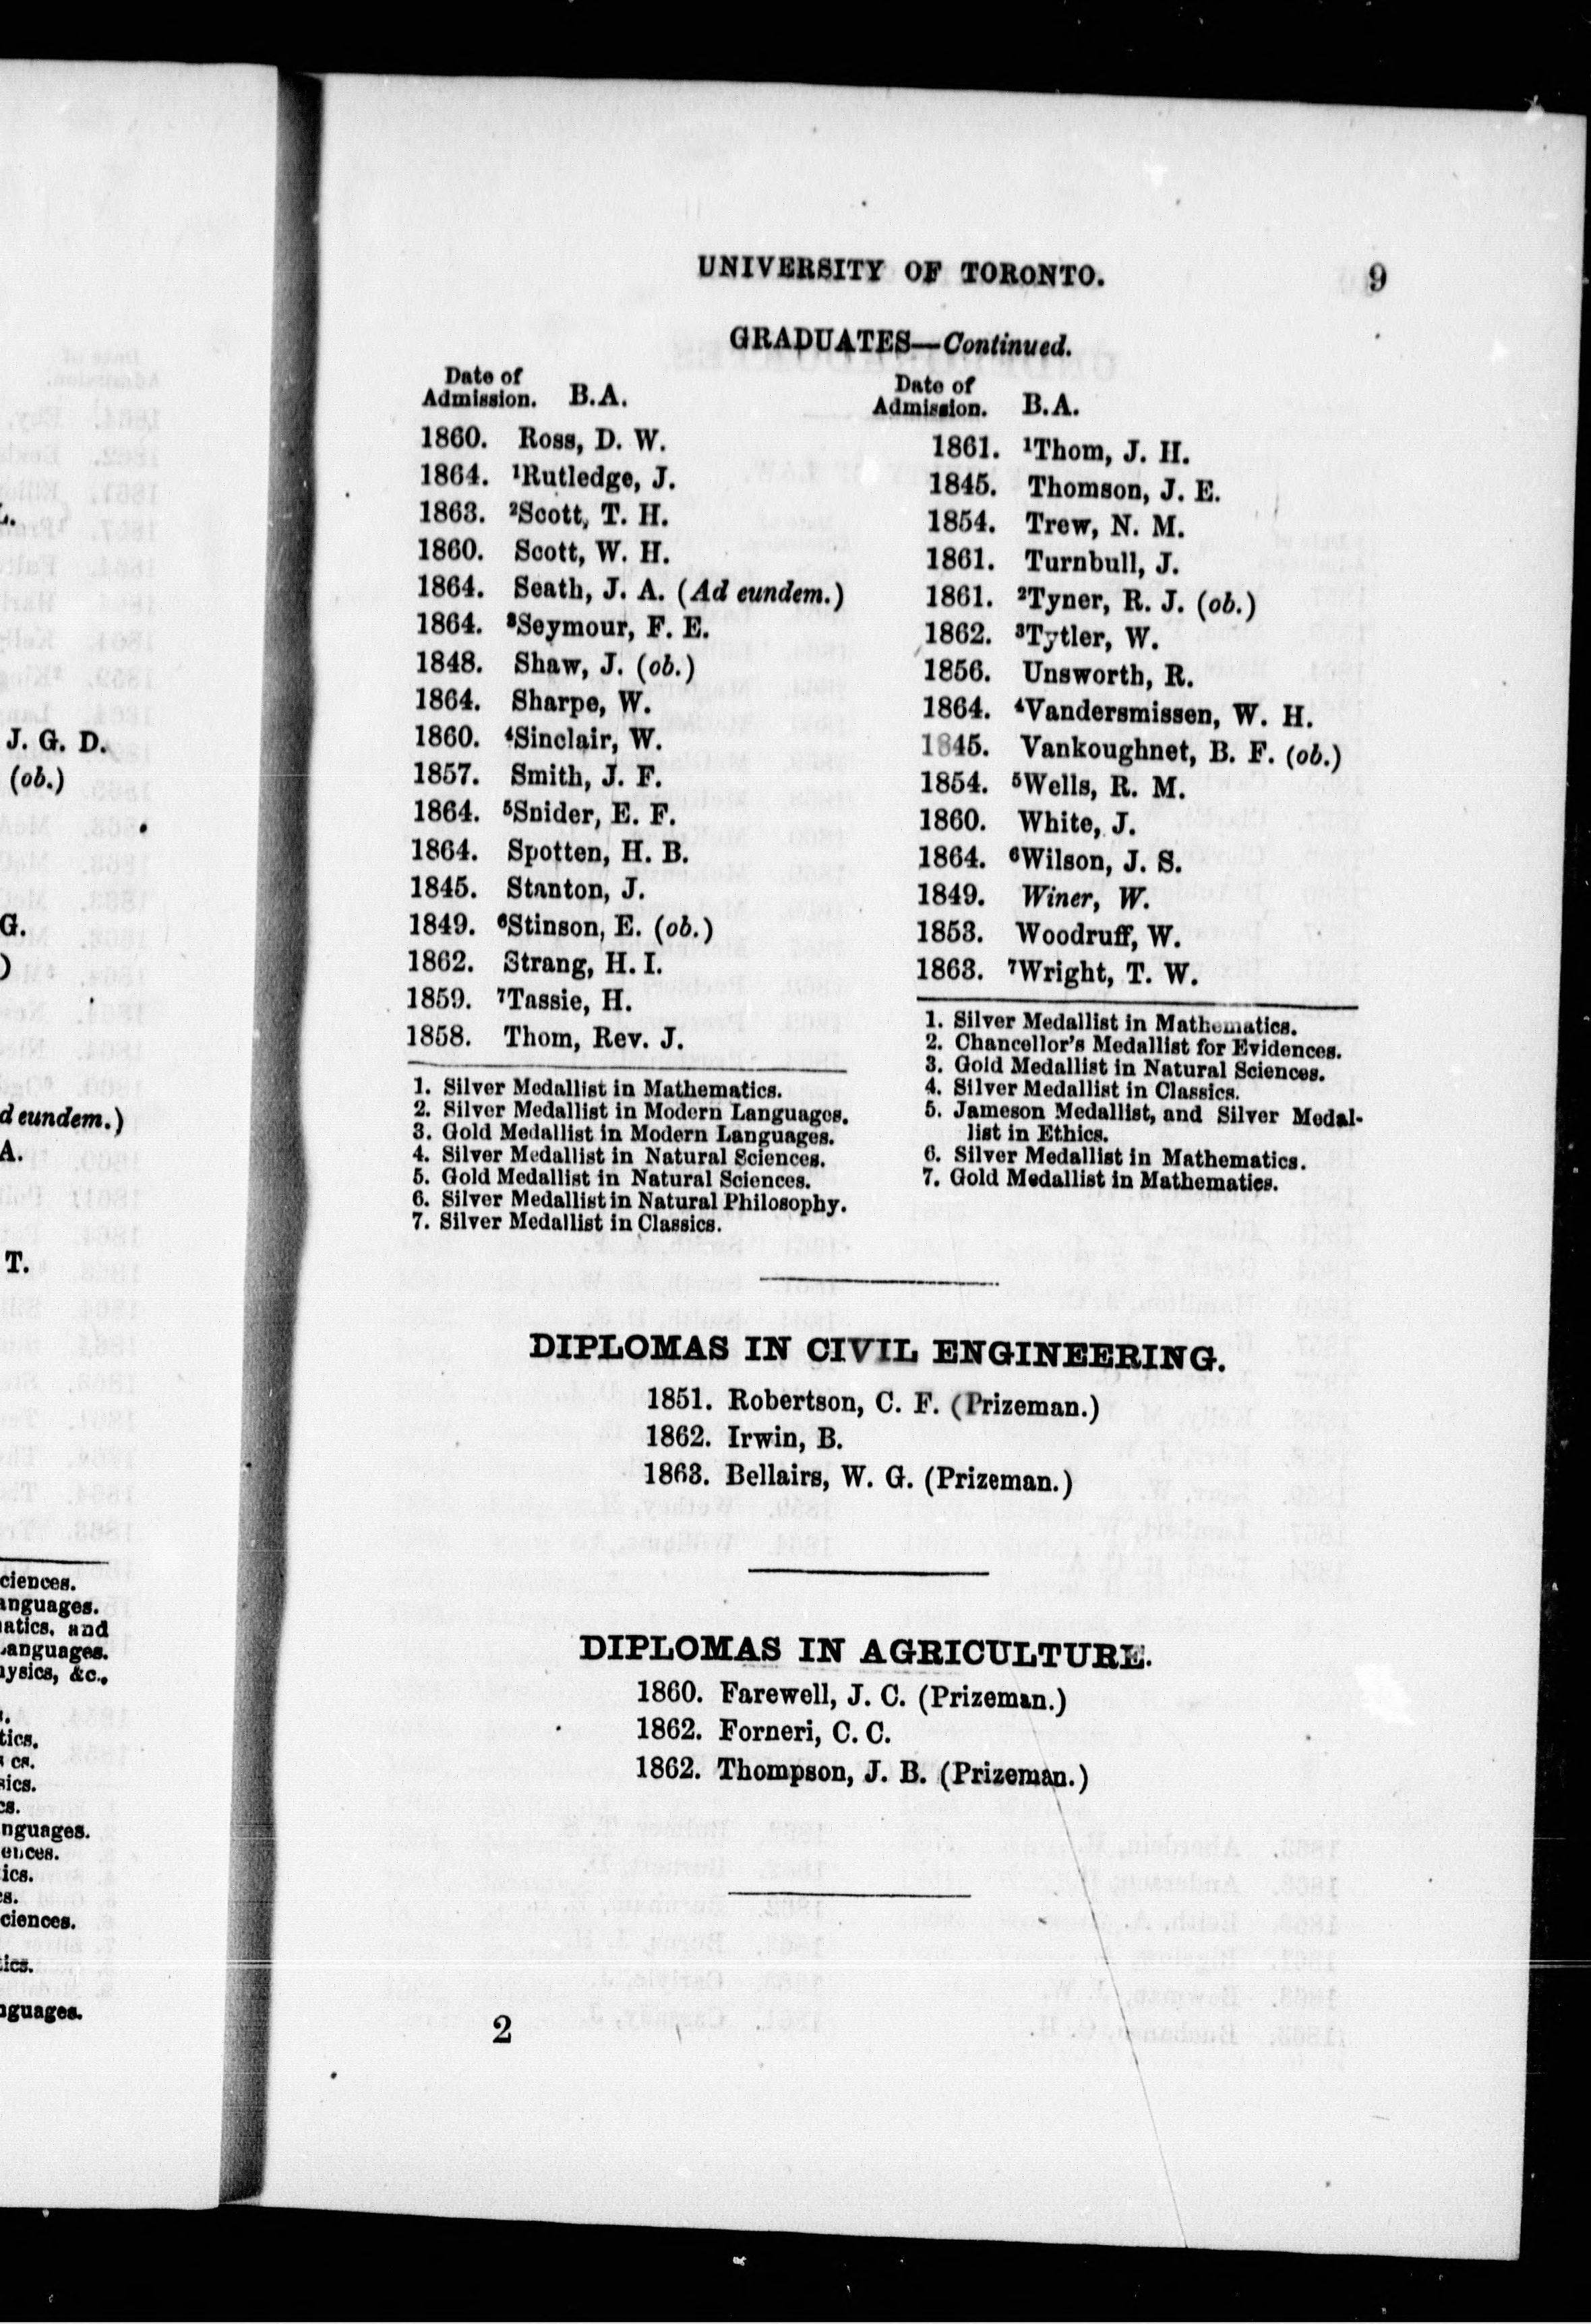 UNIVERSITY OF TORONTO. 9
GRADUATES—Continued.
Date of
Admission. B.A.
1860. Ross, D. W.
1864. ¹Rutledge, J.
1863. ²Scott, T. H.
1860. Scott, W. H.
1864. Seath, J. A. (Ad eundem.)
1864. ³Seymour, F. E.
1848. Shaw, J. (ob.)
1864. Sharpe, W.
1860. ⁴Sinclair, W.
1857. Smith, J. F.
1864. ⁵Snider, E. F.
1864. Spotten, H. B.
1845. Stanton, J.
1849. ⁶Stinson, E. (ob.)
1862. Strang, H. I.
1859. ⁷Tassie, H.
1858. Thom, Rev. J.
1. Silver Medallist in Mathematics.
2. Silver Medallist in Modern Languages.
3. Gold Medallist in Modern Languages.
4. Silver Medallist in Natural Sciences.
5. Gold Medallist in Natural Sciences.
6. Silver Medallist in Natural Philosophy.
7. Silver Medallist in Classics.
Date of
Admission. B.A.
1861. ¹Thom, J. H.
1845. Thomson, J. E.
1854. Trew, N. M.
1861. Turnbull, J.
1861. ²Tyner, R. J. (ob.)
1862. ³Tytler, W.
1856. Unsworth, R.
1864. ⁴Vandersmissen, W. H.
1845. Vankoughnet, B. F. (ob.)
1854. ⁵Wells, R. M.
1860. White, J.
1864. ⁶Wilson, J. S.
1849. Winer, W.
1853. Woodruff, W.
1863. ⁷Wright, T. W.
1. Silver Medallist in Mathematics.
2. Chancellor's Medallist for Evidences.
3. Gold Medallist in Natural Sciences.
4. Silver Medallist in Classics.
5. Jameson Medallist, and Silver Medal-
list in Ethics.
6. Silver Medallist in Mathematics.
7. Gold Medallist in Mathematics.
DIPLOMAS IN CIVIL ENGINEERING.
1851. Robertson, C. F. (Prizeman.)
1862. Irwin, B.
1863. Bellairs, W. G. (Prizeman.)
DIPLOMAS IN AGRICULTURE.
1860. Farewell, J. C. (Prizeman.)
1862. Forneri, C. C.
1862. Thompson, J. B. (Prizeman.)
2